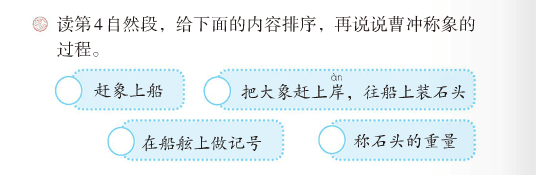 读第4自然段，给下面的内容排序，再说说曹冲称象的
过程。
赶象上船
àn
把大象赶上岸，往船上装石头
在船舷上做记号
称石头的重量